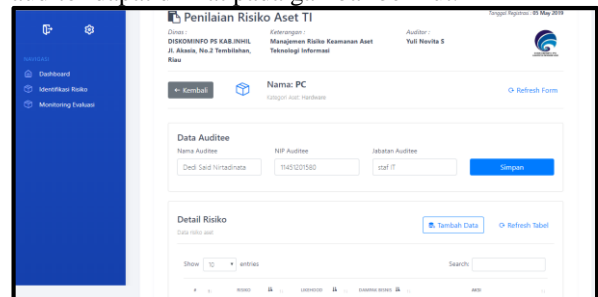 Penilaian Risiko Aset TI
Tanggal Registrasi : 05 May 2019
Dinas :
DISKOMINFO PS KAB.INHIL
Jl. Akasia, No.2 Tembilahan,
Riau
Keterangan :
Manajemen Risiko Keamanan Aset
Teknologi Informasi
Auditor :
Yuli Novita S
NAVIGASI
Dashboard
Identifikasi Risiko
Monitoring Evaluasi
← Kembali
Nama: PC
Kategori Aset: Hardware
Refresh Form
Data Auditee
Nama Auditee
NIP Auditee
Jabatan Auditee
Dedi Said Nirtadinata
11451201580
staf IT
Simpan
Detail Risiko
Data risiko aset
Tambah Data
Refresh Tabel
Show 10 entries
Search:
# RISIKO LIKEHOOD DAMPAK BISNIS AKSI